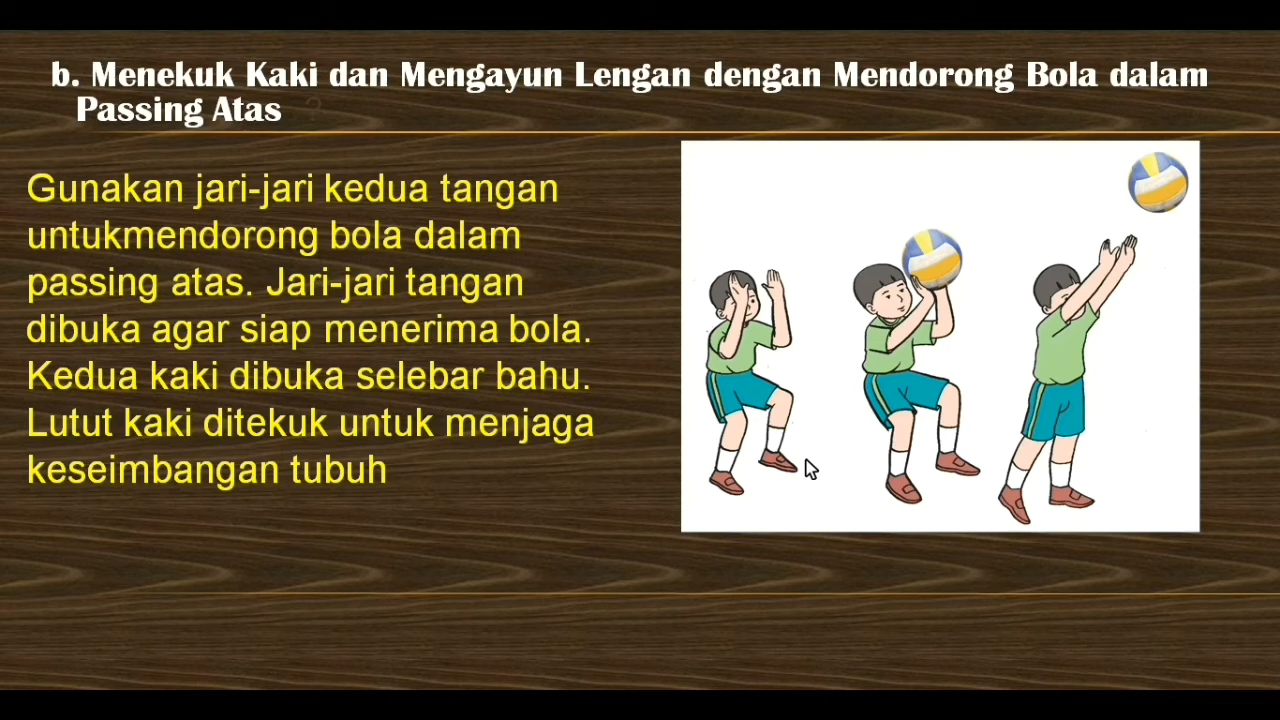 b. Menekuk Kaki dan Mengayun Lengan dengan Mendorong Bola dalam
Passing Atas
Gunakan jari-jari kedua tangan
untukmendorong bola dalam
passing atas. Jari-jari tangan
dibuka agar siap menerima bola.
Kedua kaki dibuka selebar bahu.
Lutut kaki ditekuk untuk menjaga
keseimbangan tubuh